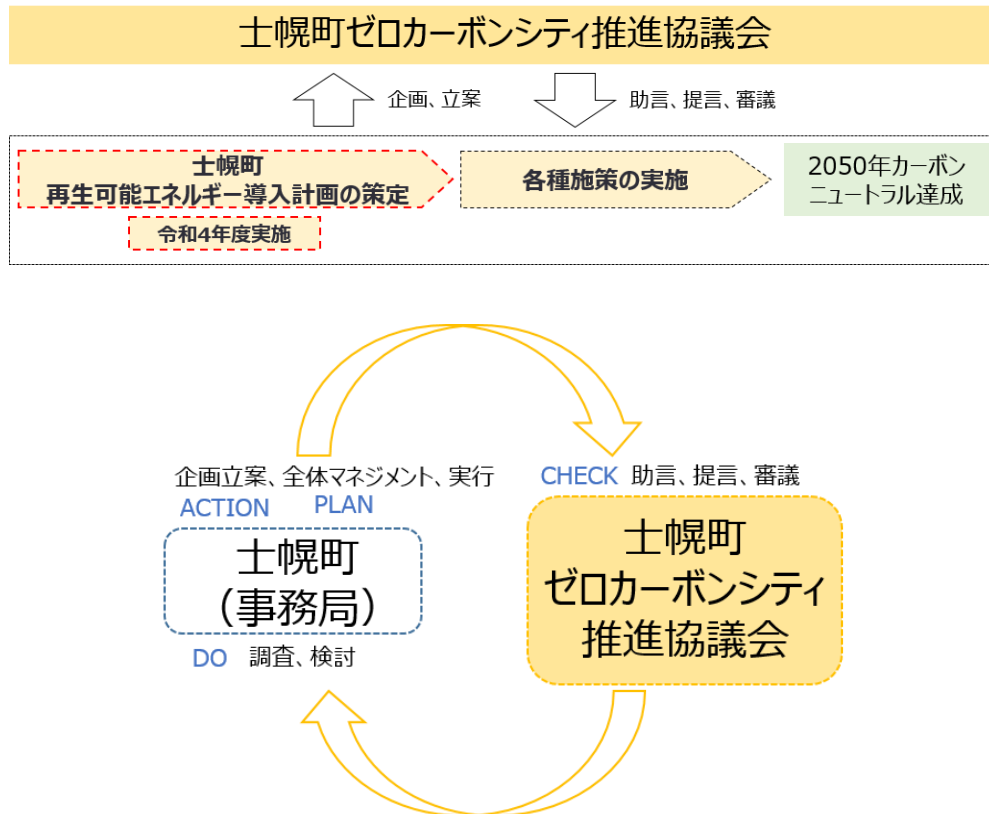 士幌町ゼロカーボンシティ推進協議会
企画、立案
助言、提言、審議
士幌町
再生可能エネルギー導入計画の策定
令和4年度実施
各種施策の実施
2050年カーボン
ニュートラル達成
企画立案、全体マネジメント、実行
ACTION PLAN
士幌町
（事務局）
DO 調査、検討
CHECK 助言、提言、審議
士幌町
ゼロカーボンシティ
推進協議会